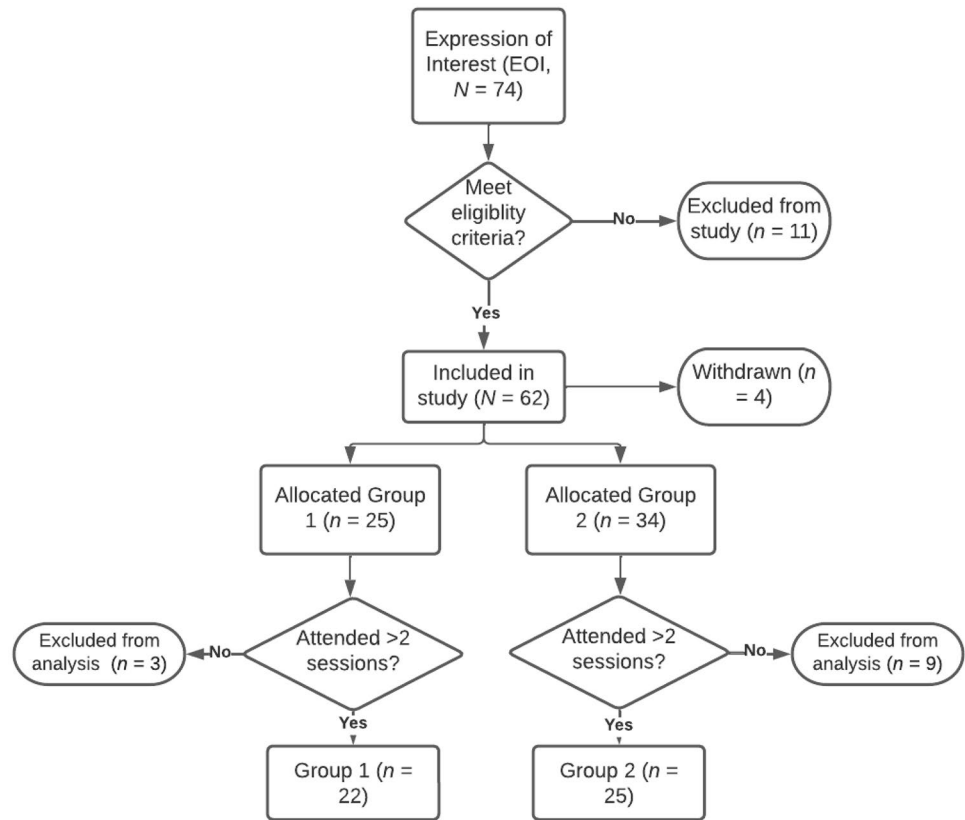 Expression of
Interest (EOI,
N = 74)
Meet
eligiblity
criteria?
No
Excluded from
study (n = 11)
Yes
Included in
study (N = 62)
Withdrawn (n
= 4)
Allocated Group
1 (n = 25)
Allocated Group
2 (n = 34)
Excluded from
analysis (n = 3)
No
Attended >2
sessions?
Attended >2
sessions?
No
Excluded from
analysis (n = 9)
Yes
Yes
Group 1 (n =
22)
Group 2 (n =
25)